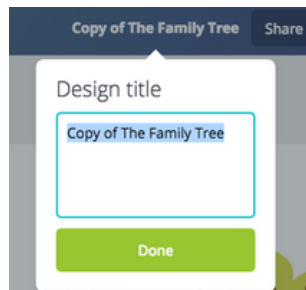 Copy of The Family Tree
Share
Design title
Copy of The Family Tree
Done